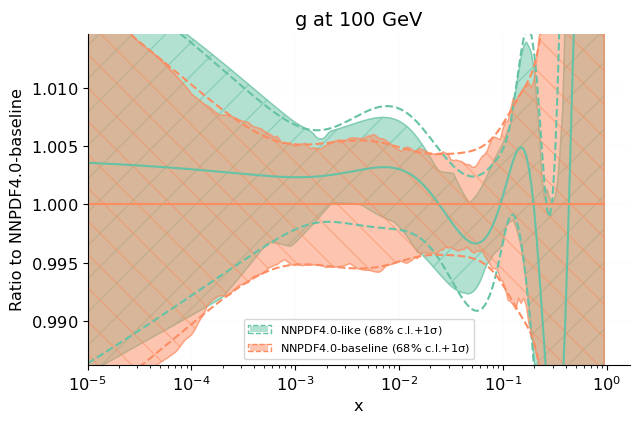 g at 100 GeV
Ratio to NNPDF4.0-baseline
1.010
1.005
1.000
0.995
0.990
NNPDF4.0-like (68% c.l.+1σ)
NNPDF4.0-baseline (68% c.l.+1σ)
10⁻⁵ 10⁻⁴ 10⁻³ 10⁻² 10⁻¹ 10⁰
x